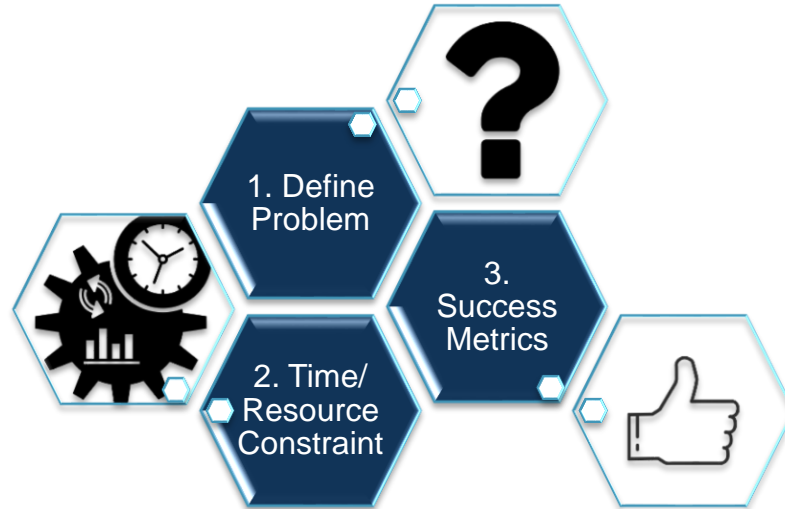 1. Define
Problem
2. Time/
Resource
Constraint
3.
Success
Metrics